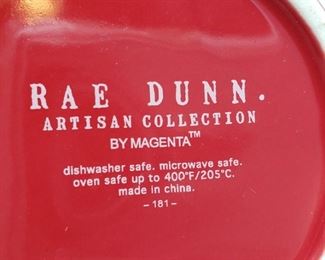 RAE DUNN.
ARTISAN COLLECTION
BY MAGENTA™
dishwasher safe. microwave safe.
oven safe up to 400°F/205°C.
made in china.
– 181 –